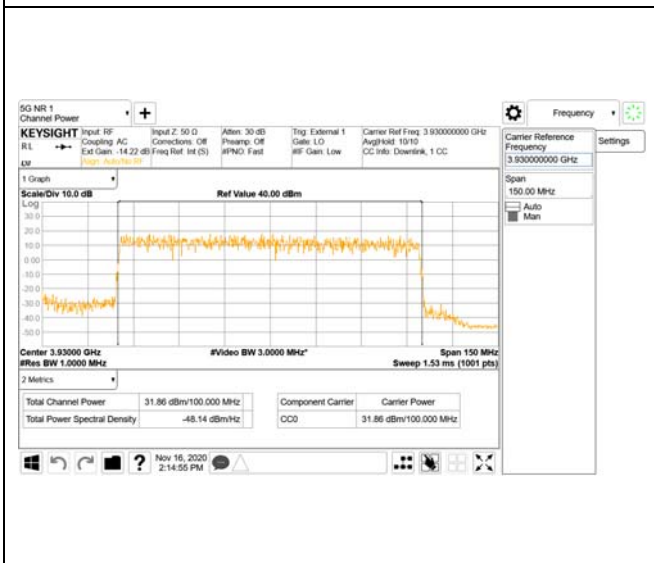 5G NR 1
Channel Power
Frequency
KEYSIGHT
RL
Input: RF
Coupling: AC
Ext Gain: -14.22 dB
Align: Auto/No RF
Input Z: 50 Ω
Corrections: Off
Freq Ref: Int (S)
Atten: 30 dB
Preamp: Off
#PNO: Fast
Trig: External 1
Gate: LO
#IF Gain: Low
Carrier Ref Freq: 3.930000000 GHz
Avg|Hold: 10/10
CC Info: Downlink, 1 CC
Carrier Reference
Frequency
3.930000000 GHz
Settings
Span
150.00 MHz
Auto
Man
1 Graph
Scale/Div 10.0 dB
Ref Value 40.00 dBm
Log
30.0
20.0
10.0
0.00
-10.0
-20.0
-30.0
-40.0
-50.0
Center 3.93000 GHz
#Video BW 3.0000 MHz*
Span 150 MHz
#Res BW 1.0000 MHz
Sweep 1.53 ms (1001 pts)
2 Metrics
Total Channel Power 31.86 dBm/100.000 MHz
Total Power Spectral Density -48.14 dBm/Hz
Component Carrier Carrier Power
CC0 31.86 dBm/100.000 MHz
Nov 16, 2020
2:14:55 PM